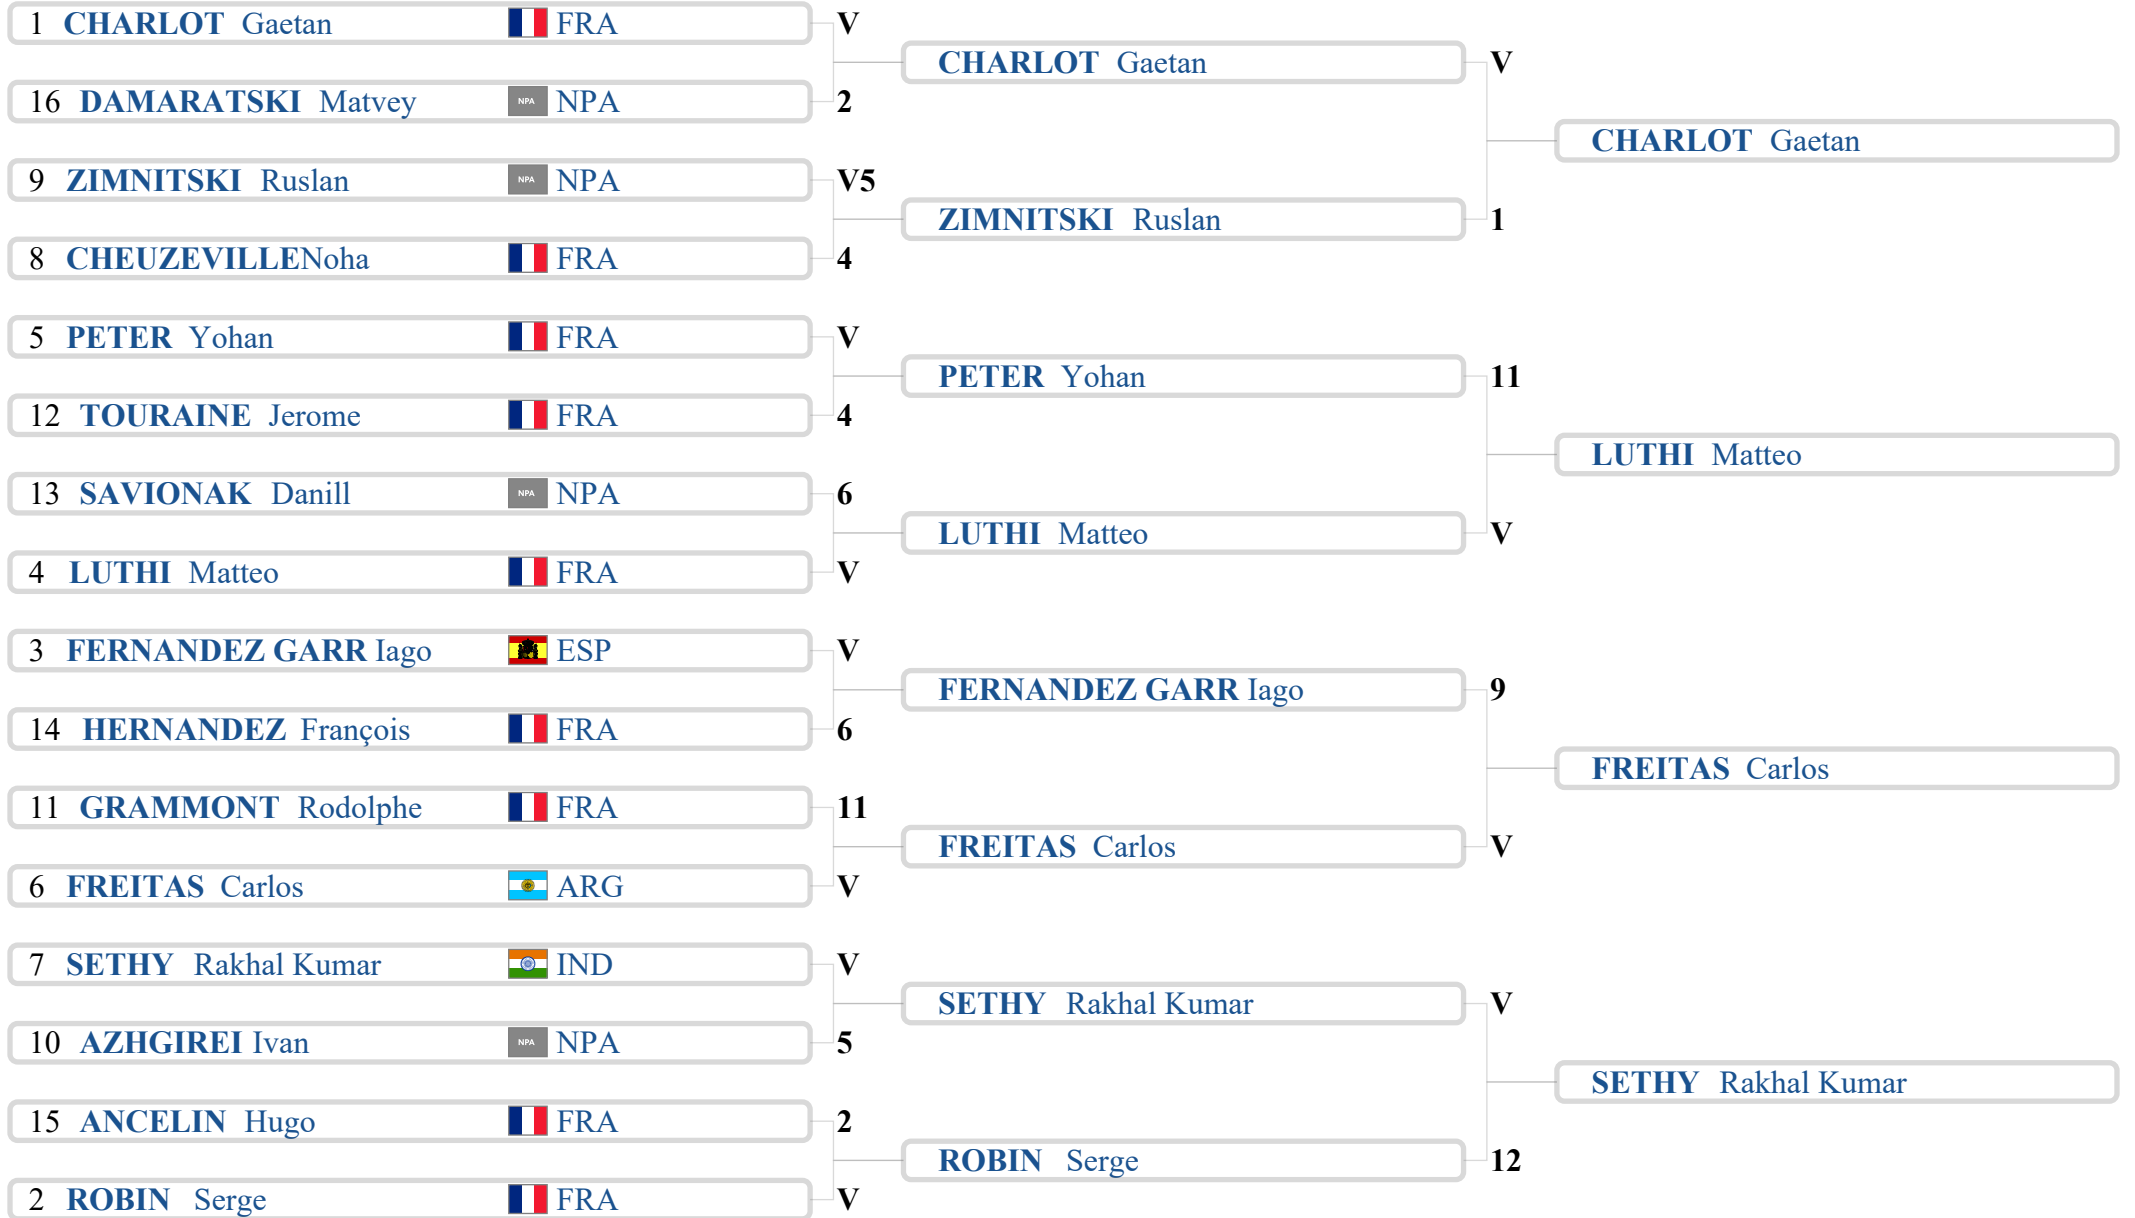 1 CHARLOT Gaetan FRA V
CHARLOT Gaetan V
16 DAMARATSKI Matvey NPA NPA 2
CHARLOT Gaetan
9 ZIMNITSKI Ruslan NPA NPA V5
ZIMNITSKI Ruslan 1
8 CHEUZEVILLENoha FRA 4
5 PETER Yohan FRA V
PETER Yohan 11
12 TOURAINE Jerome FRA 4
LUTHI Matteo
13 SAVIONAK Danill NPA NPA 6
LUTHI Matteo V
4 LUTHI Matteo FRA V
3 FERNANDEZ GARR Iago ESP V
FERNANDEZ GARR Iago 9
14 HERNANDEZ François FRA 6
FREITAS Carlos
11 GRAMMONT Rodolphe FRA 11
FREITAS Carlos V
6 FREITAS Carlos ARG V
7 SETHY Rakhal Kumar IND V
SETHY Rakhal Kumar V
10 AZHGIREI Ivan NPA NPA 5
SETHY Rakhal Kumar
15 ANCELIN Hugo FRA 2
ROBIN Serge 12
2 ROBIN Serge FRA V